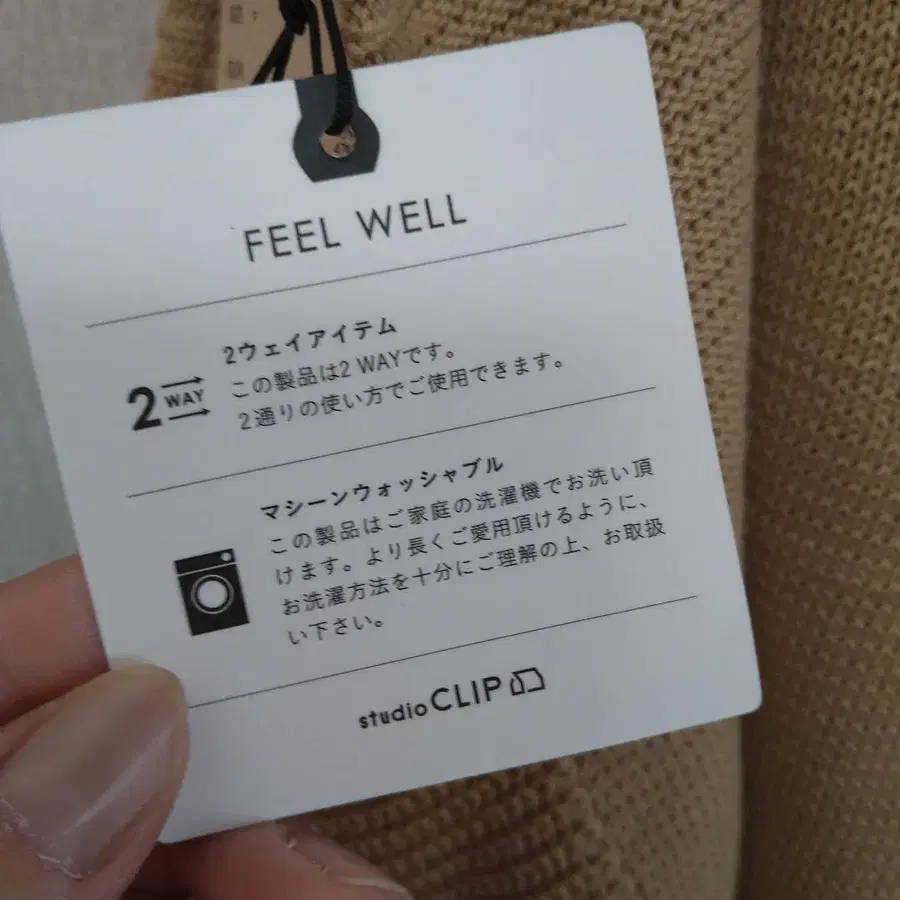 FEEL WELL
2ウェイアイテム
この製品は2 WAYです。
2通りの使い方でご使用できます。
2 WAY
マシーンウォッシャブル
この製品はご家庭の洗濯機でお洗い頂
けます。より長くご愛用頂けるように、
お洗濯方法を十分にご理解の上、お取扱
い下さい。
studio CLIP